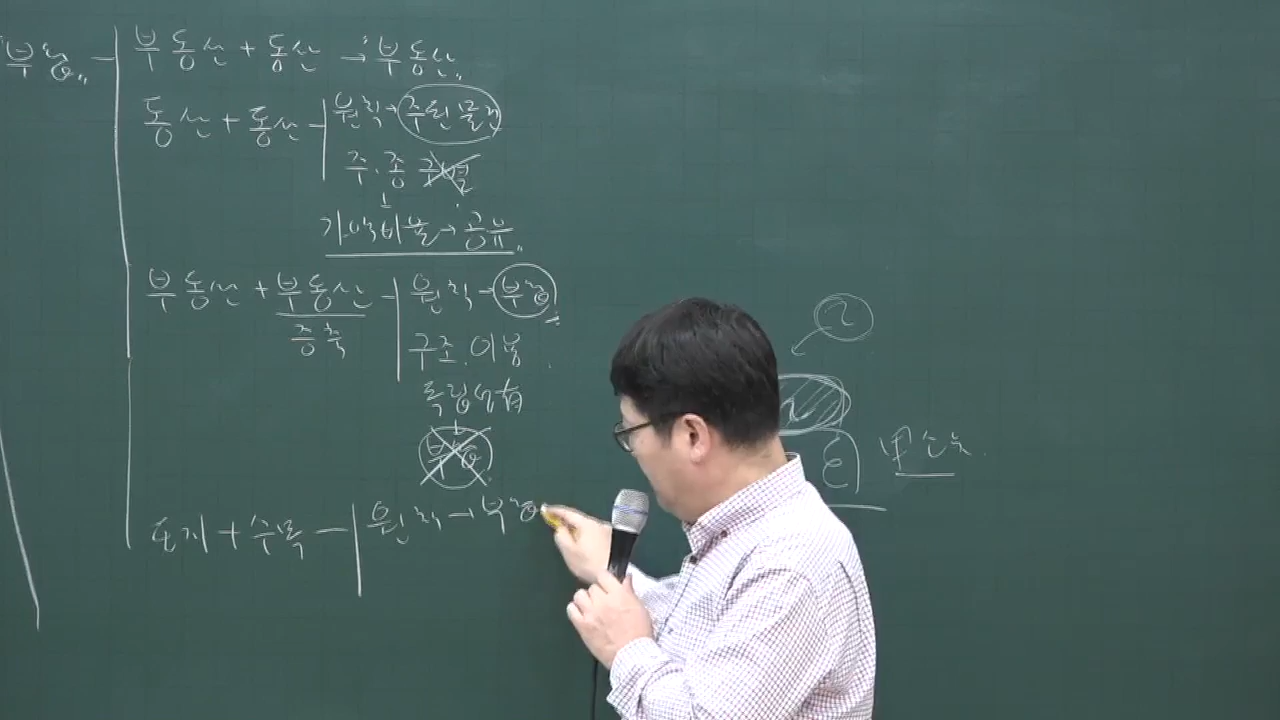 "부합" -
부동산 + 동산 → "부동산"
동산 + 동산 - 원칙 → 주된 물건
주.종 구별
가액비율 → 공유"
부동산 + 부동산 - 원칙 → 부합
증축
구조.이용
독립성 有
부합
토지 + 수목 - 원칙 → 부합
乙
甲 소유